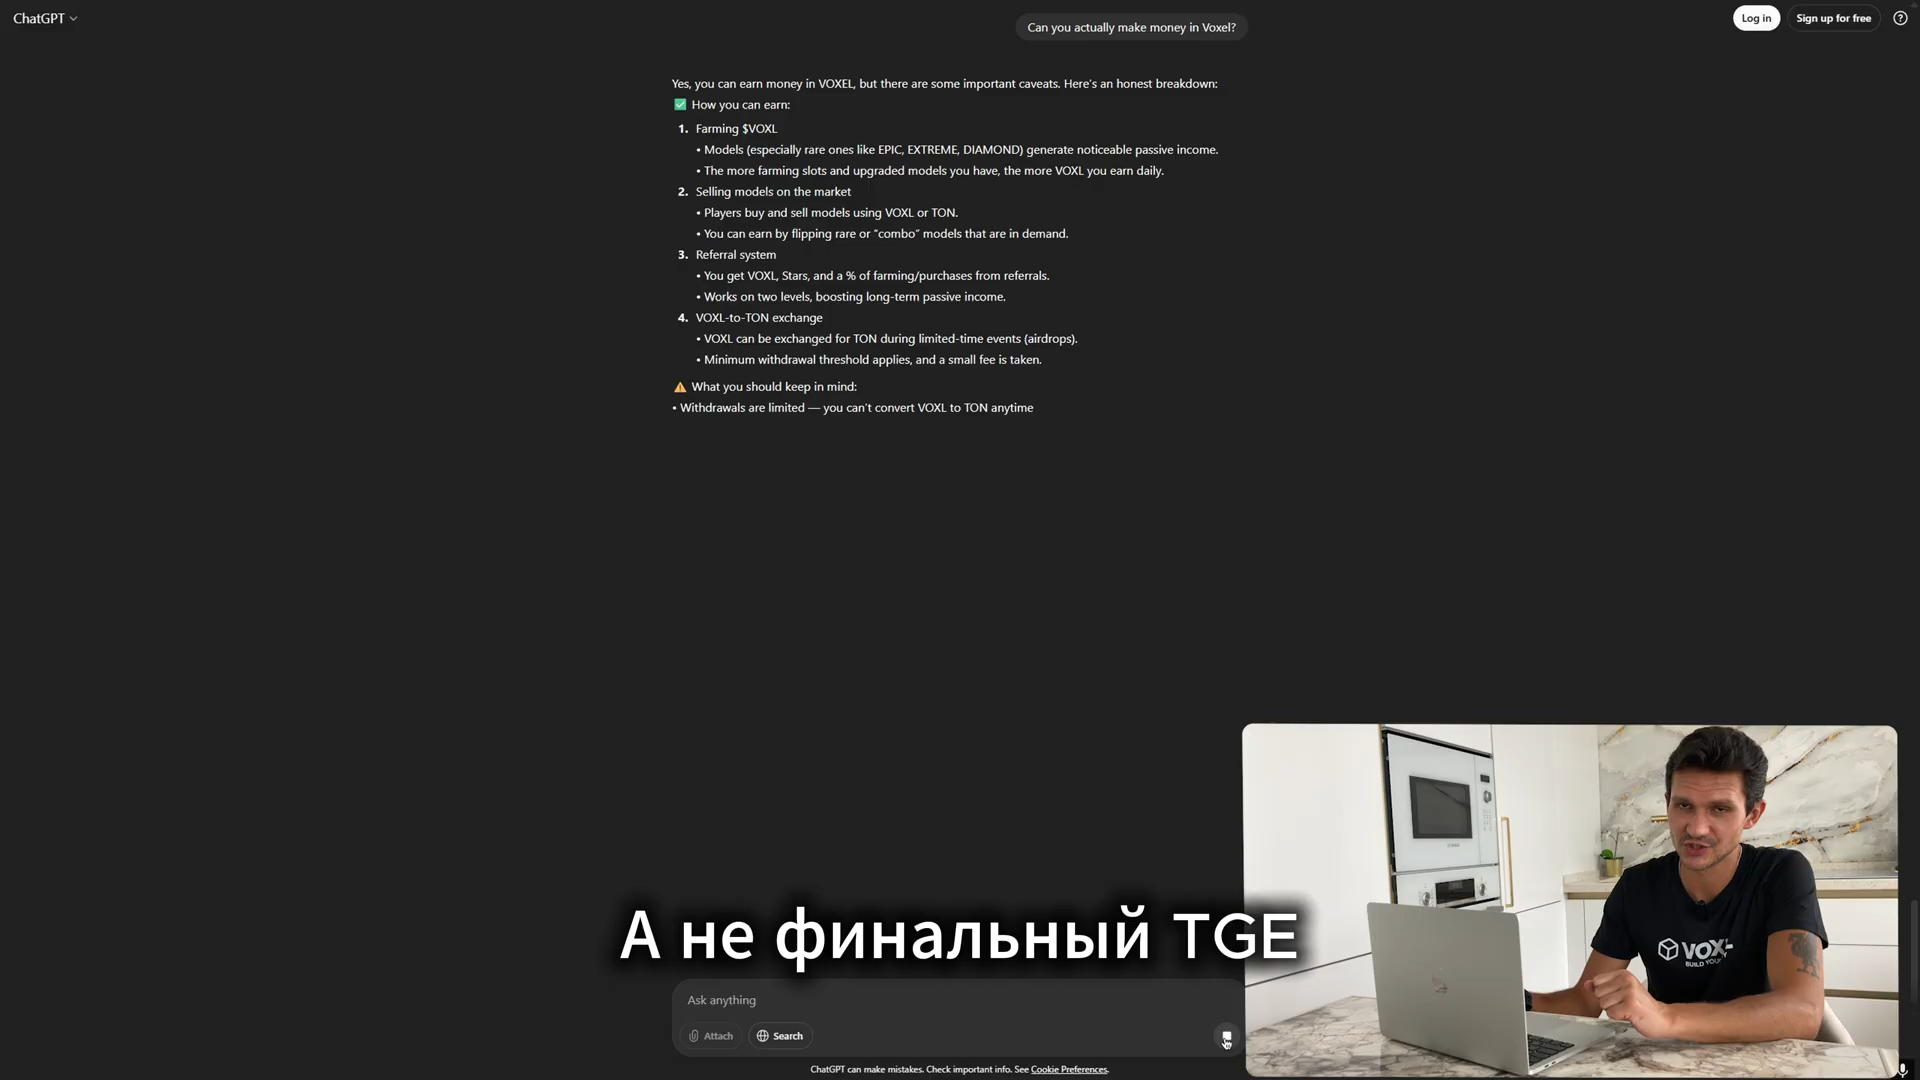 ChatGPT
Can you actually make money in Voxel?
Log in
Sign up for free
Yes, you can earn money in VOXEL, but there are some important caveats. Here's an honest breakdown:
✅ How you can earn:
1. Farming $VOXL
• Models (especially rare ones like EPIC, EXTREME, DIAMOND) generate noticeable passive income.
• The more farming slots and upgraded models you have, the more VOXL you earn daily.
2. Selling models on the market
• Players buy and sell models using VOXL or TON.
• You can earn by flipping rare or "combo" models that are in demand.
3. Referral system
• You get VOXL, Stars, and a % of farming/purchases from referrals.
• Works on two levels, boosting long-term passive income.
4. VOXL-to-TON exchange
• VOXL can be exchanged for TON during limited-time events (airdrops).
• Minimum withdrawal threshold applies, and a small fee is taken.
⚠️ What you should keep in mind:
• Withdrawals are limited — you can't convert VOXL to TON anytime
А не финальный TGE
Ask anything
Attach
Search
ChatGPT can make mistakes. Check important info. See Cookie Preferences.
BUILD